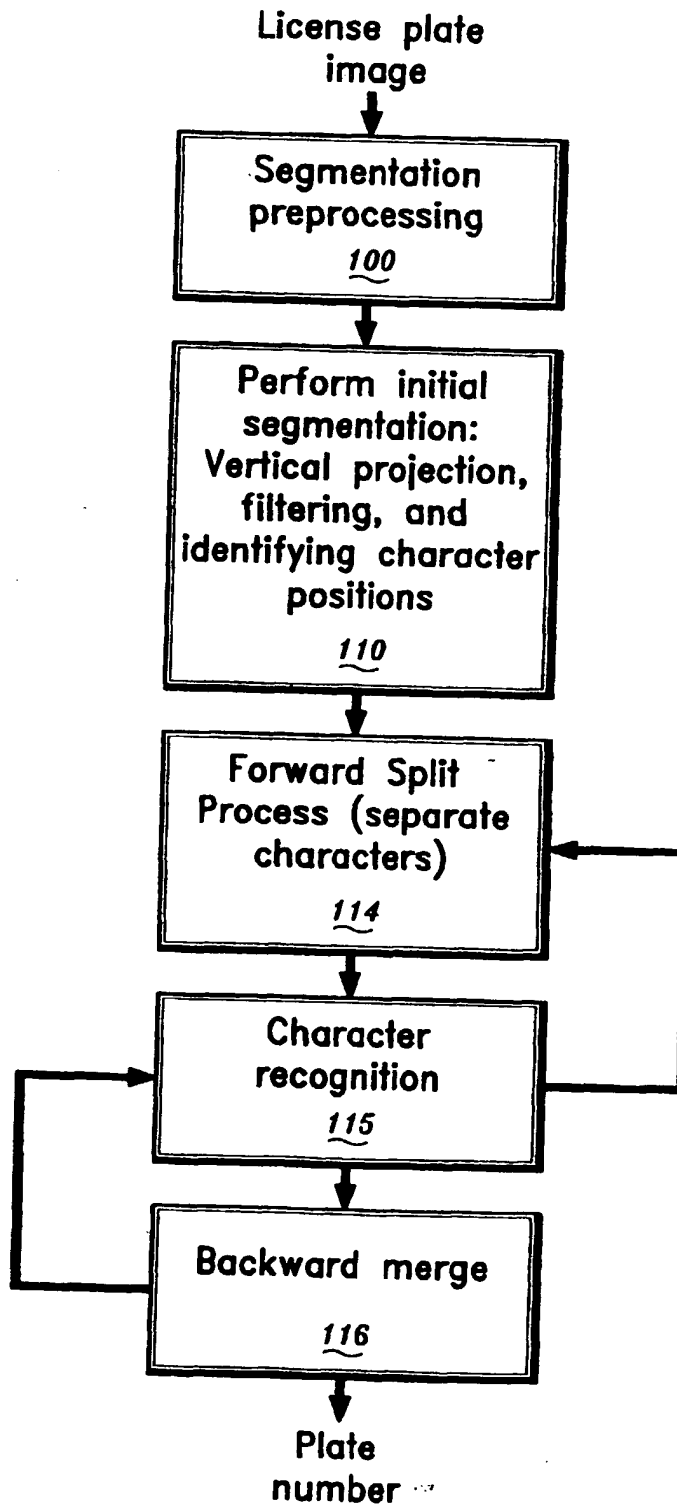 License plate
image
Segmentation
preprocessing
100
Perform initial
segmentation:
Vertical projection,
filtering, and
identifying character
positions
110
Forward Split
Process (separate
characters)
114
Character
recognition
115
Backward merge
116
Plate
number